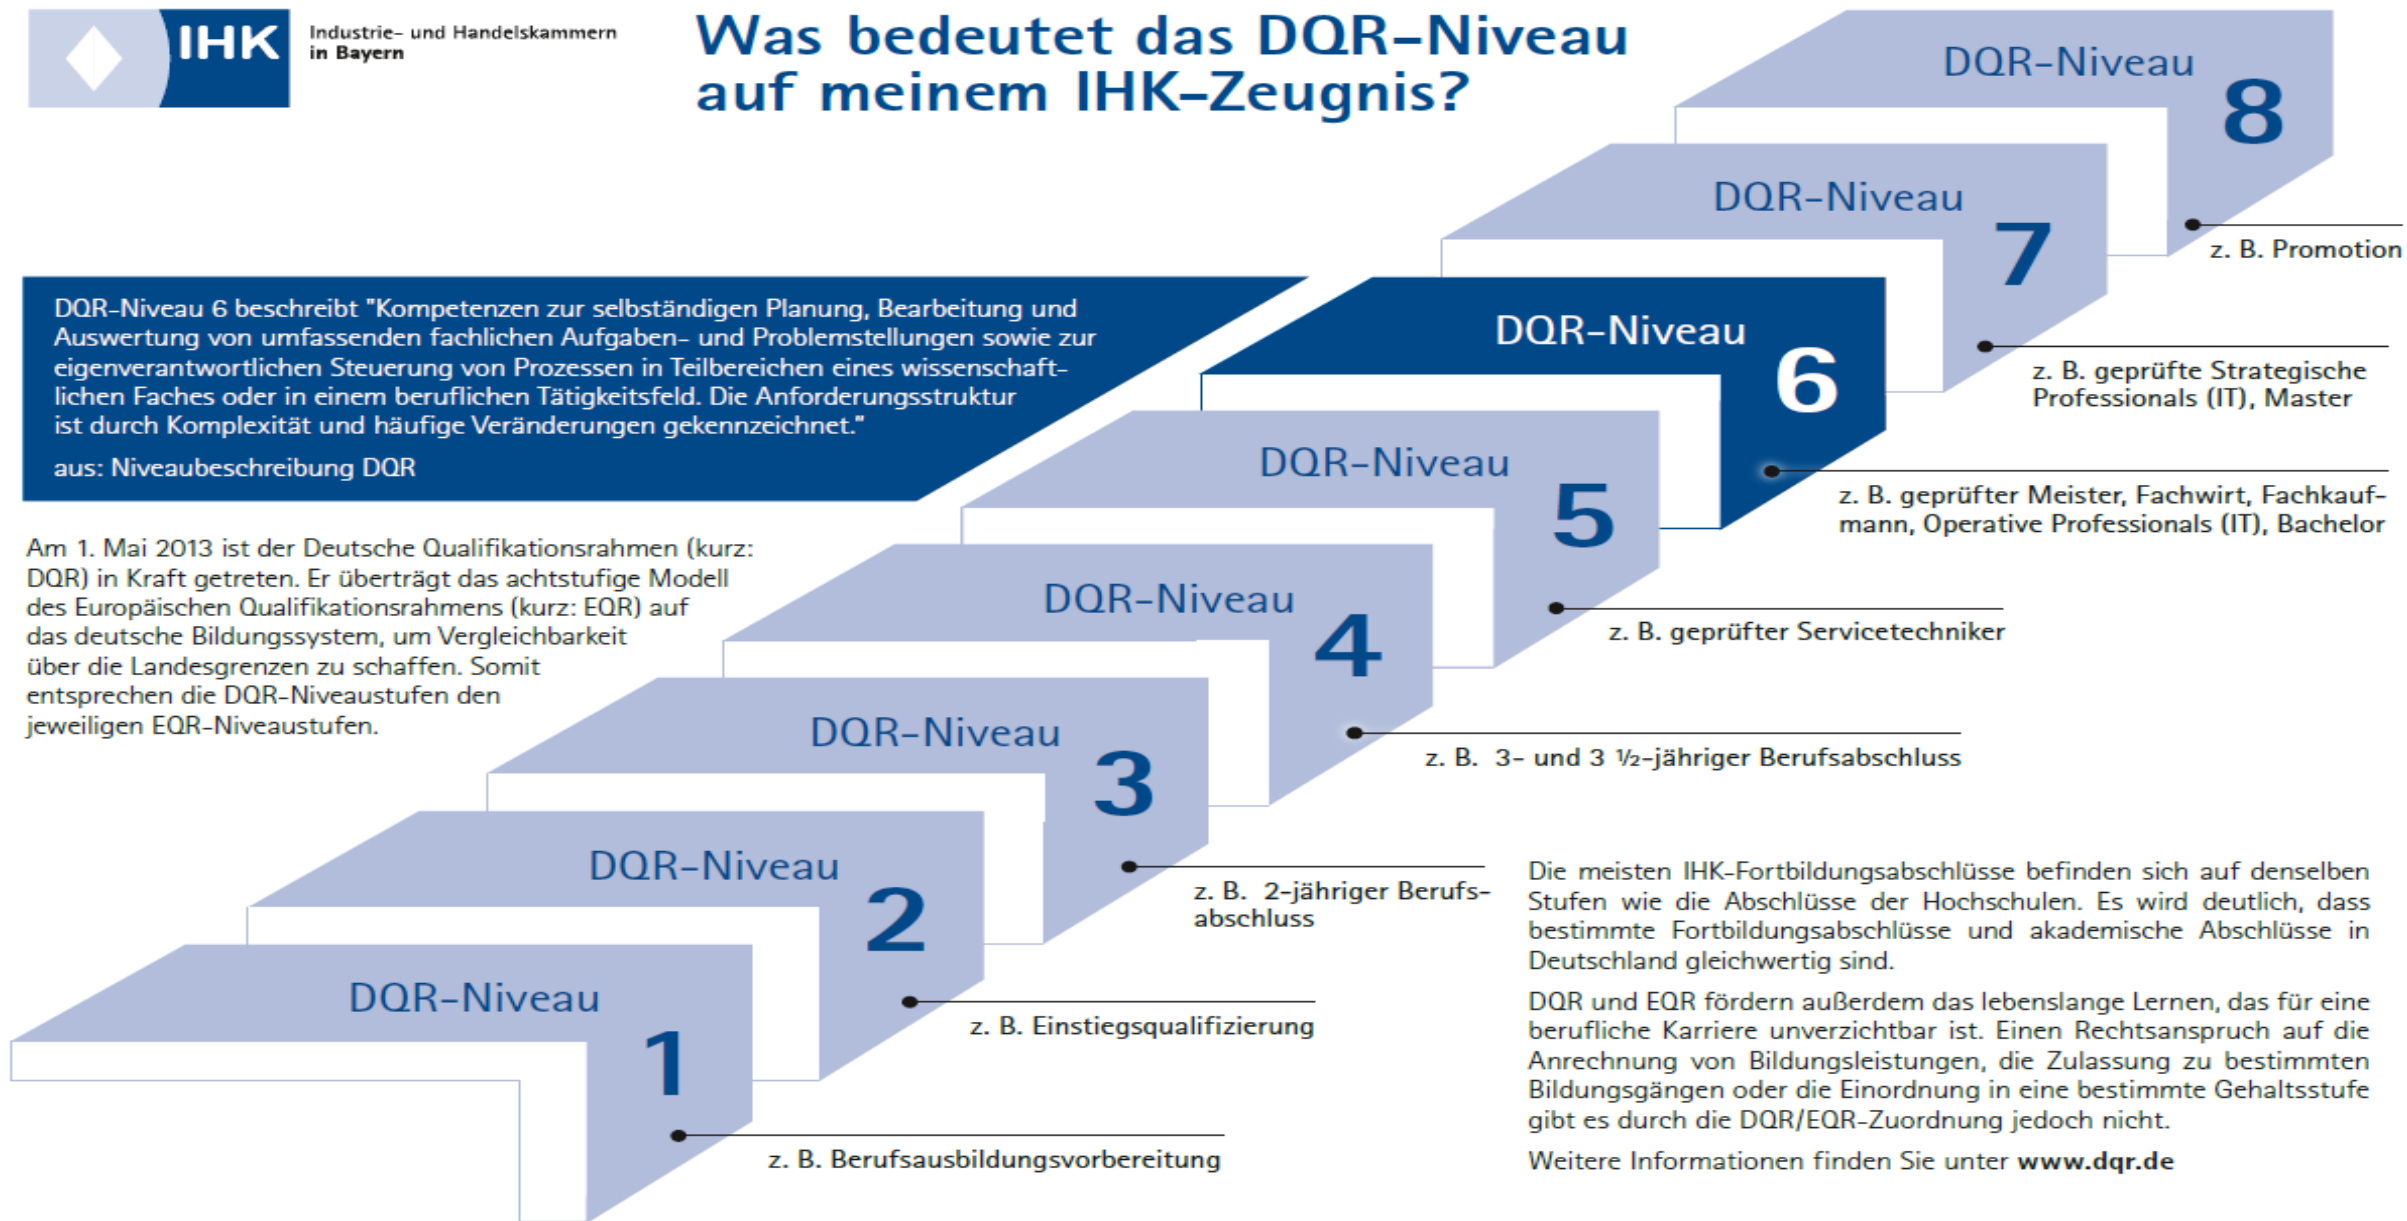 IHK
Industrie- und Handelskammern
in Bayern
Was bedeutet das DQR-Niveau
auf meinem IHK-Zeugnis?
DQR-Niveau 6 beschreibt "Kompetenzen zur selbständigen Planung, Bearbeitung und
Auswertung von umfassenden fachlichen Aufgaben- und Problemstellungen sowie zur
eigenverantwortlichen Steuerung von Prozessen in Teilbereichen eines wissenschaft-
lichen Faches oder in einem beruflichen Tätigkeitsfeld. Die Anforderungsstruktur
ist durch Komplexität und häufige Veränderungen gekennzeichnet."
aus: Niveaubeschreibung DQR
Am 1. Mai 2013 ist der Deutsche Qualifikationsrahmen (kurz:
DQR) in Kraft getreten. Er überträgt das achtstufige Modell
des Europäischen Qualifikationsrahmens (kurz: EQR) auf
das deutsche Bildungssystem, um Vergleichbarkeit
über die Landesgrenzen zu schaffen. Somit
entsprechen die DQR-Niveaustufen den
jeweiligen EQR-Niveaustufen.
DQR-Niveau
8
z. B. Promotion
DQR-Niveau
7
z. B. geprüfte Strategische
Professionals (IT), Master
DQR-Niveau
6
z. B. geprüfter Meister, Fachwirt, Fachkauf-
mann, Operative Professionals (IT), Bachelor
DQR-Niveau
5
z. B. geprüfter Servicetechniker
DQR-Niveau
4
z. B. 3- und 3 ½-jähriger Berufsabschluss
DQR-Niveau
3
z. B. 2-jähriger Berufs-
abschluss
DQR-Niveau
2
z. B. Einstiegsqualifizierung
DQR-Niveau
1
z. B. Berufsausbildungsvorbereitung
Die meisten IHK-Fortbildungsabschlüsse befinden sich auf denselben
Stufen wie die Abschlüsse der Hochschulen. Es wird deutlich, dass
bestimmte Fortbildungsabschlüsse und akademische Abschlüsse in
Deutschland gleichwertig sind.
DQR und EQR fördern außerdem das lebenslange Lernen, das für eine
berufliche Karriere unverzichtbar ist. Einen Rechtsanspruch auf die
Anrechnung von Bildungsleistungen, die Zulassung zu bestimmten
Bildungsgängen oder die Einordnung in eine bestimmte Gehaltsstufe
gibt es durch die DQR/EQR-Zuordnung jedoch nicht.
Weitere Informationen finden Sie unter www.dqr.de